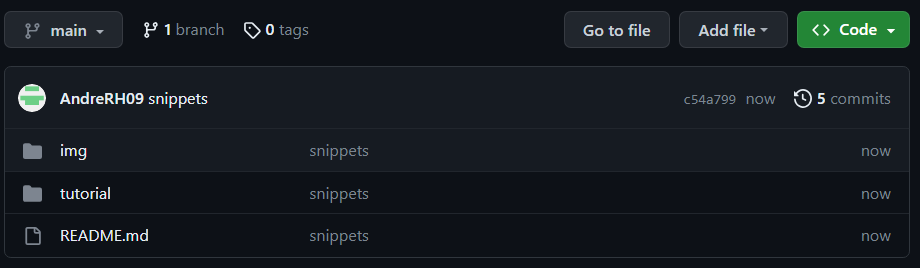 main 1 branch 0 tags Go to file Add file Code
AndreRH09 snippets c54a799 now 5 commits
img snippets now
tutorial snippets now
README.md snippets now